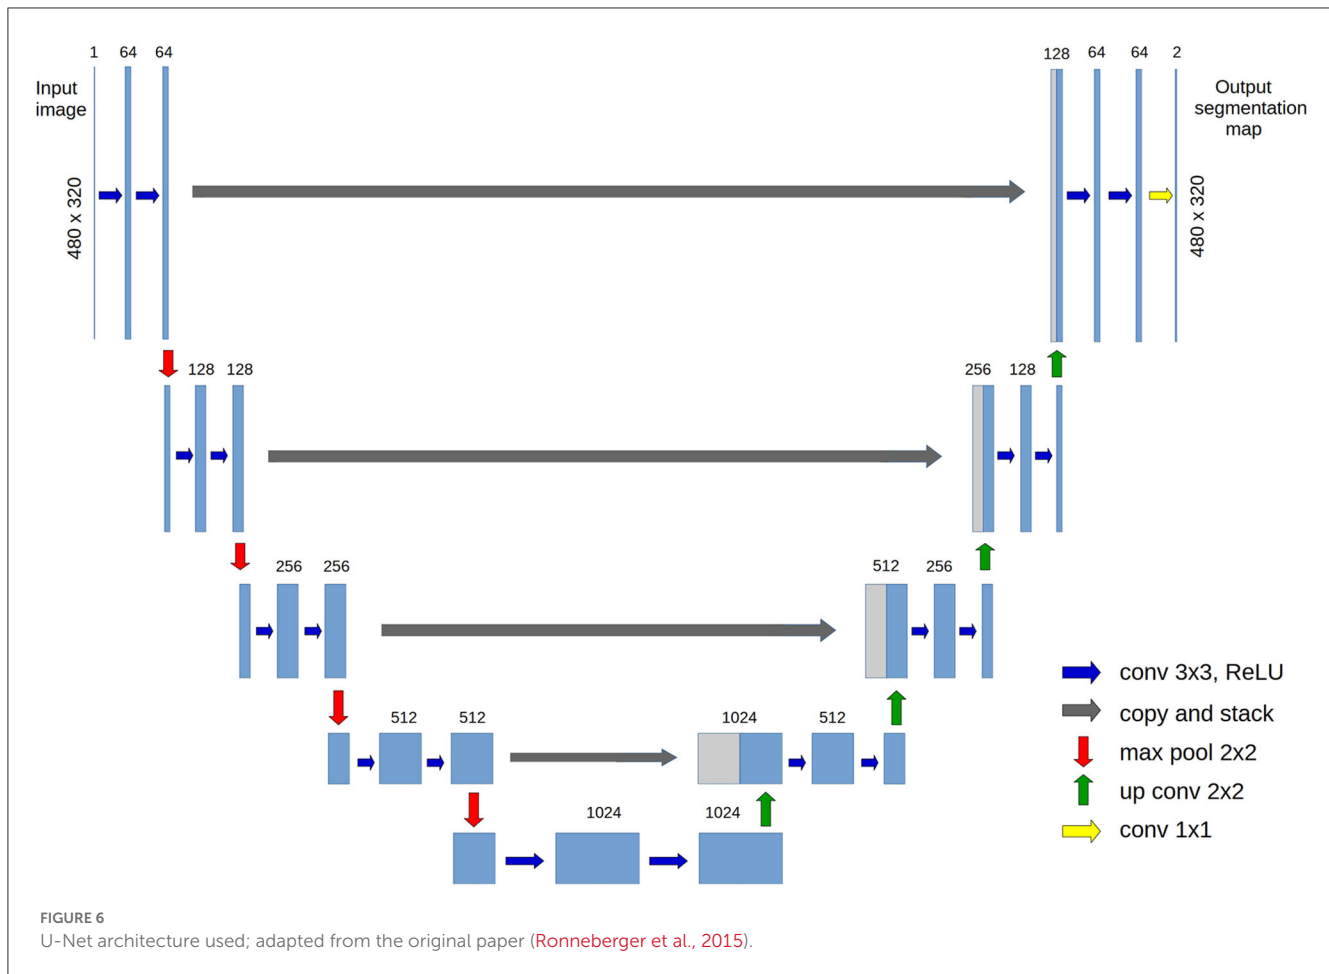 1 64 64
Input
image
480 x 320
128 64 64 2
Output
segmentation
map
480 x 320
128 128
256 128
256 256
512 256
512 512
1024 512
1024 1024
conv 3x3, ReLU
copy and stack
max pool 2x2
up conv 2x2
conv 1x1
FIGURE 6
U-Net architecture used; adapted from the original paper (Ronneberger et al., 2015).